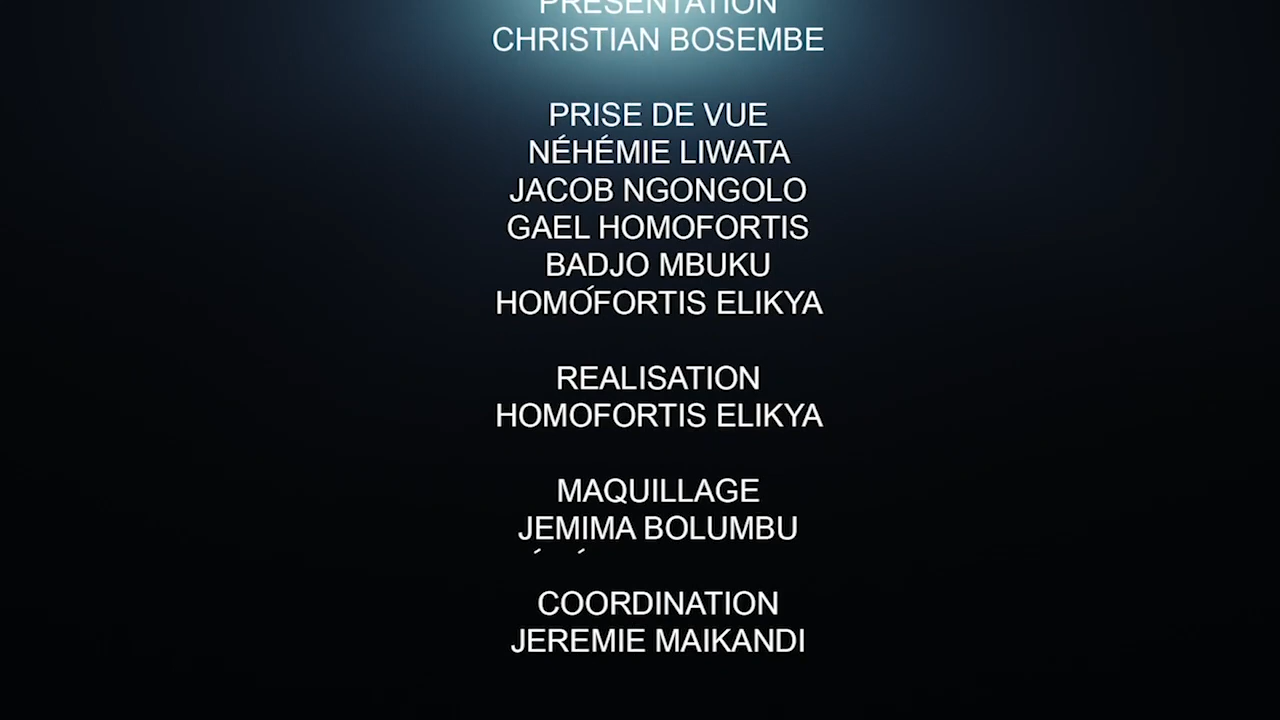 PRESENTATION
CHRISTIAN BOSEMBE
PRISE DE VUE
NÉHÉMIE LIWATA
JACOB NGONGOLO
GAEL HOMOFORTIS
BADJO MBUKU
HOMOFORTIS ELIKYA
REALISATION
HOMOFORTIS ELIKYA
MAQUILLAGE
JEMIMA BOLUMBU
COORDINATION
JEREMIE MAIKANDI